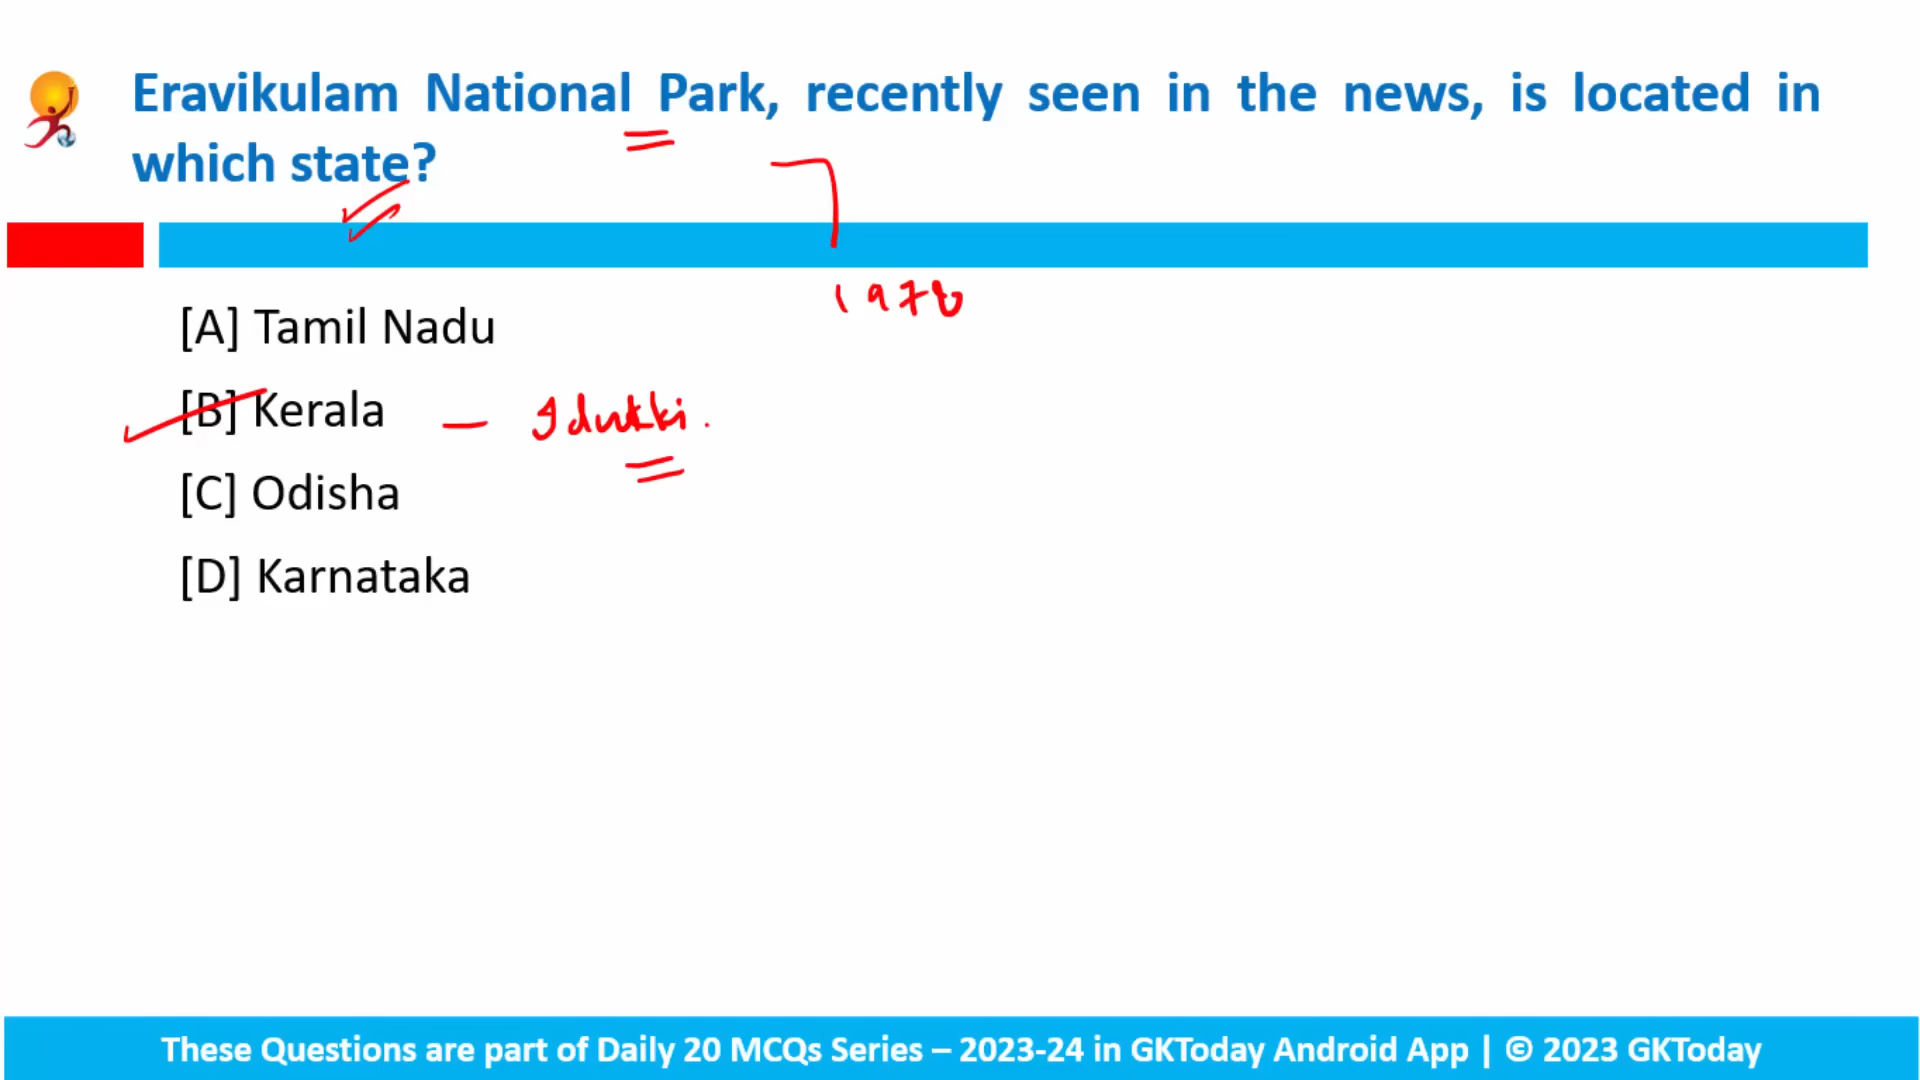 Eravikulam National Park, recently seen in the news, is located in
which state?
1978
[A] Tamil Nadu
[B] Kerala – Idukki.
[C] Odisha
[D] Karnataka
These Questions are part of Daily 20 MCQs Series – 2023-24 in GKToday Android App | © 2023 GKToday